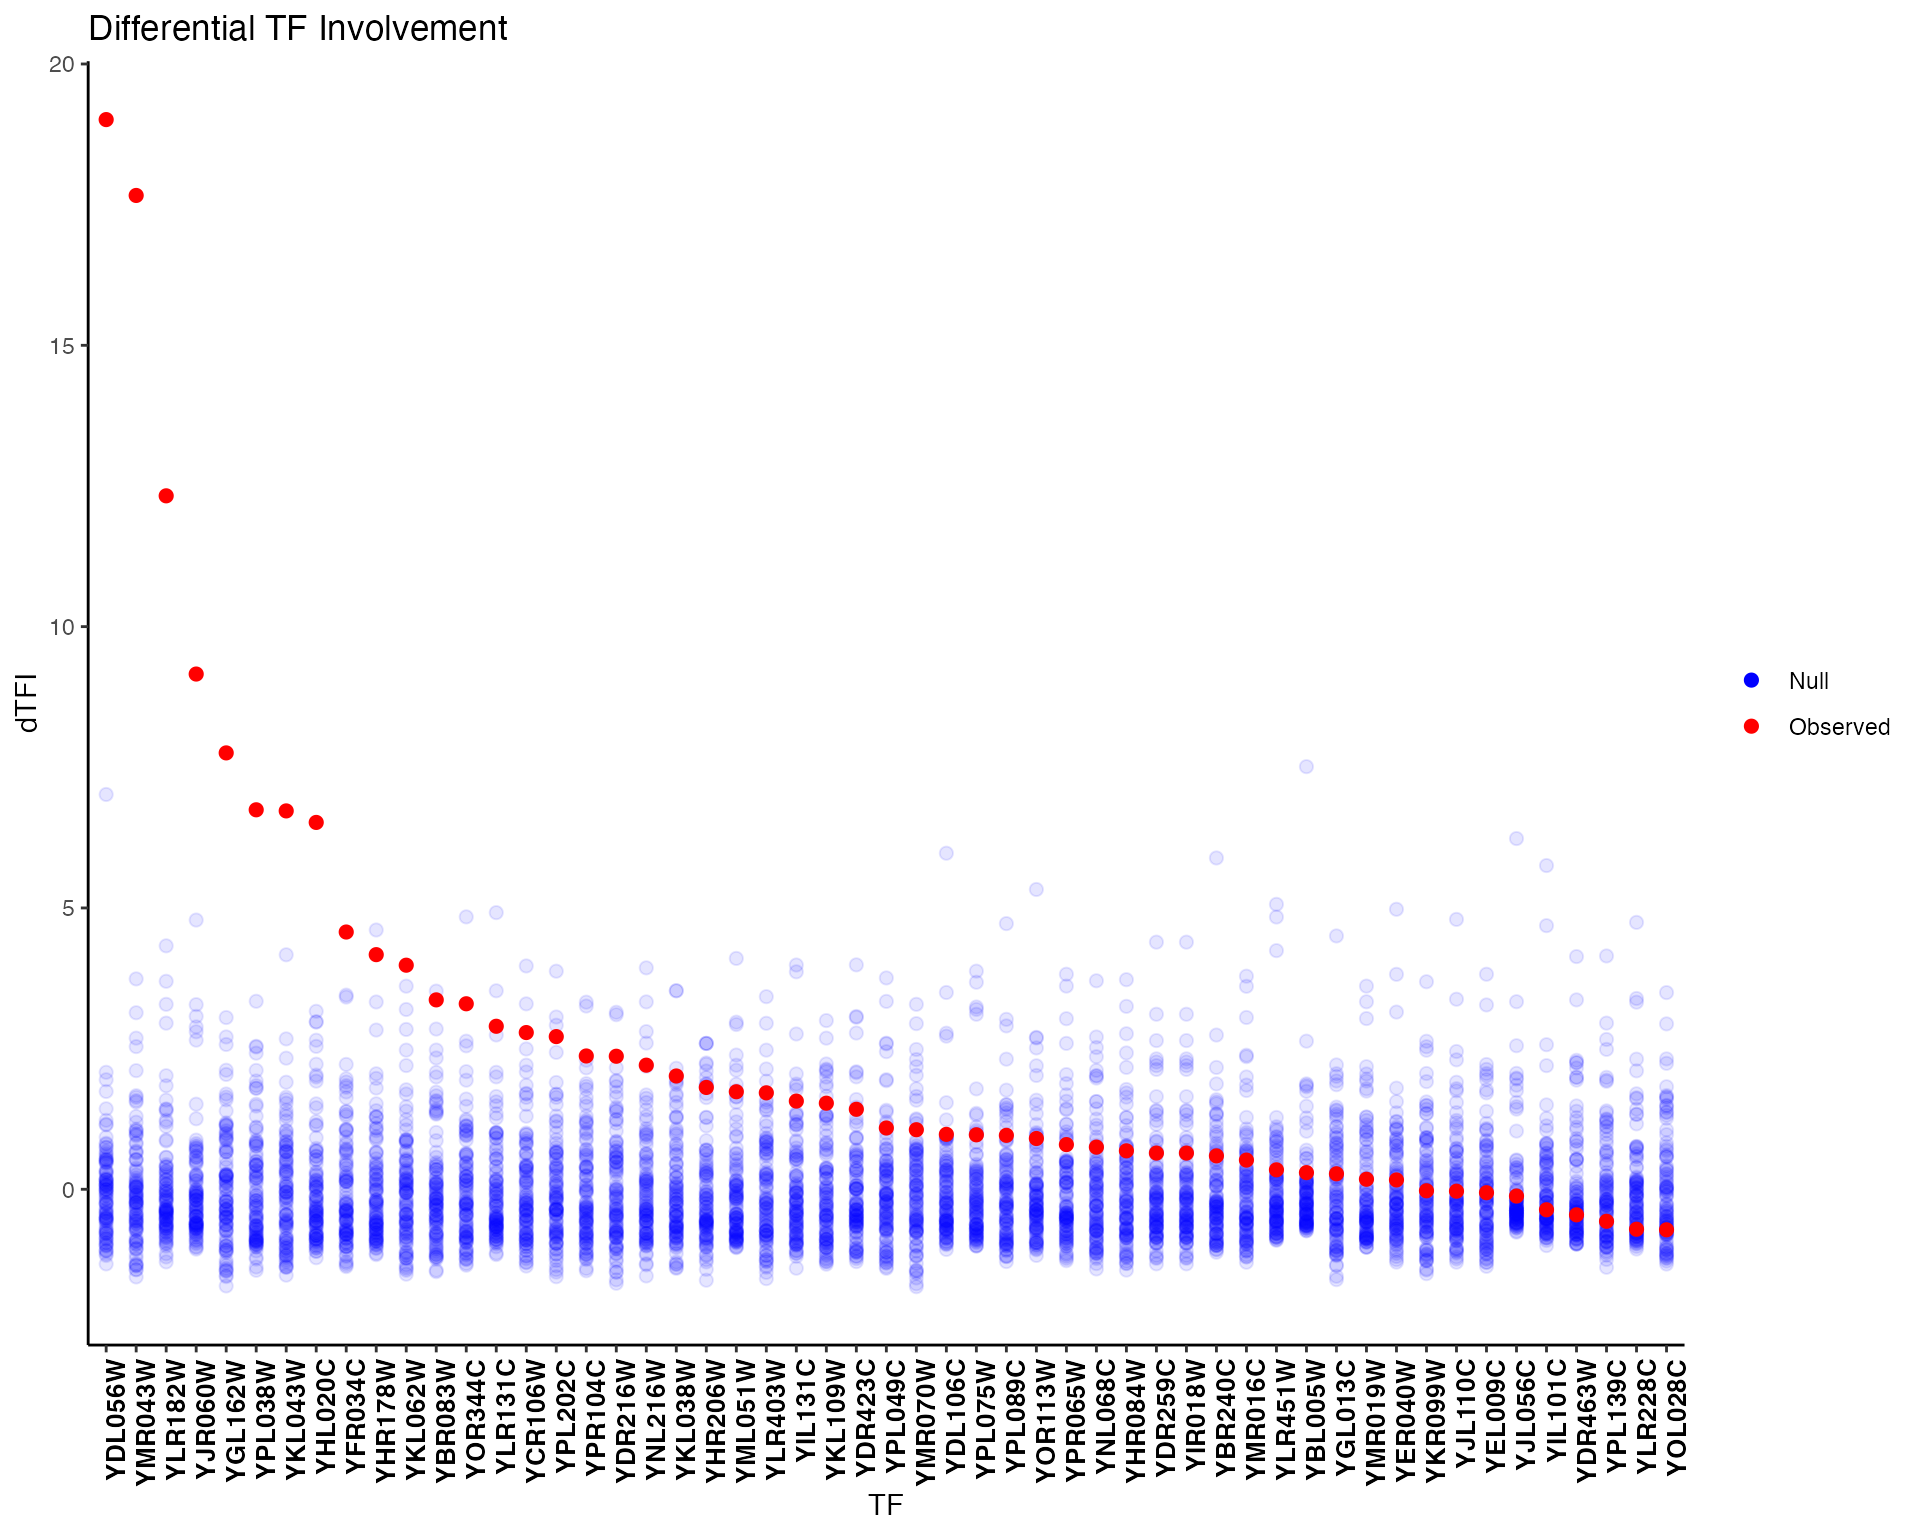 Differential TF Involvement
20
15
10
5
0
dTFI
Null
Observed
YDL056W
YMR043W
YLR182W
YJR060W
YGL162W
YPL038W
YKL043W
YHL020C
YFR034C
YHR178W
YKL062W
YBR083W
YOR344C
YLR131C
YCR106W
YPL202C
YPR104C
YDR216W
YNL216W
YKL038W
YHR206W
YML051W
YLR403W
YIL131C
YKL109W
YDR423C
YPL049C
YMR070W
YDL106C
YPL075W
YPL089C
YOR113W
YPR065W
YNL068C
YHR084W
YDR259C
YIR018W
YBR240C
YMR016C
YLR451W
YBL005W
YGL013C
YMR019W
YER040W
YKR099W
YJL110C
YEL009C
YJL056C
YIL101C
YDR463W
YPL139C
YLR228C
YOL028C
TF